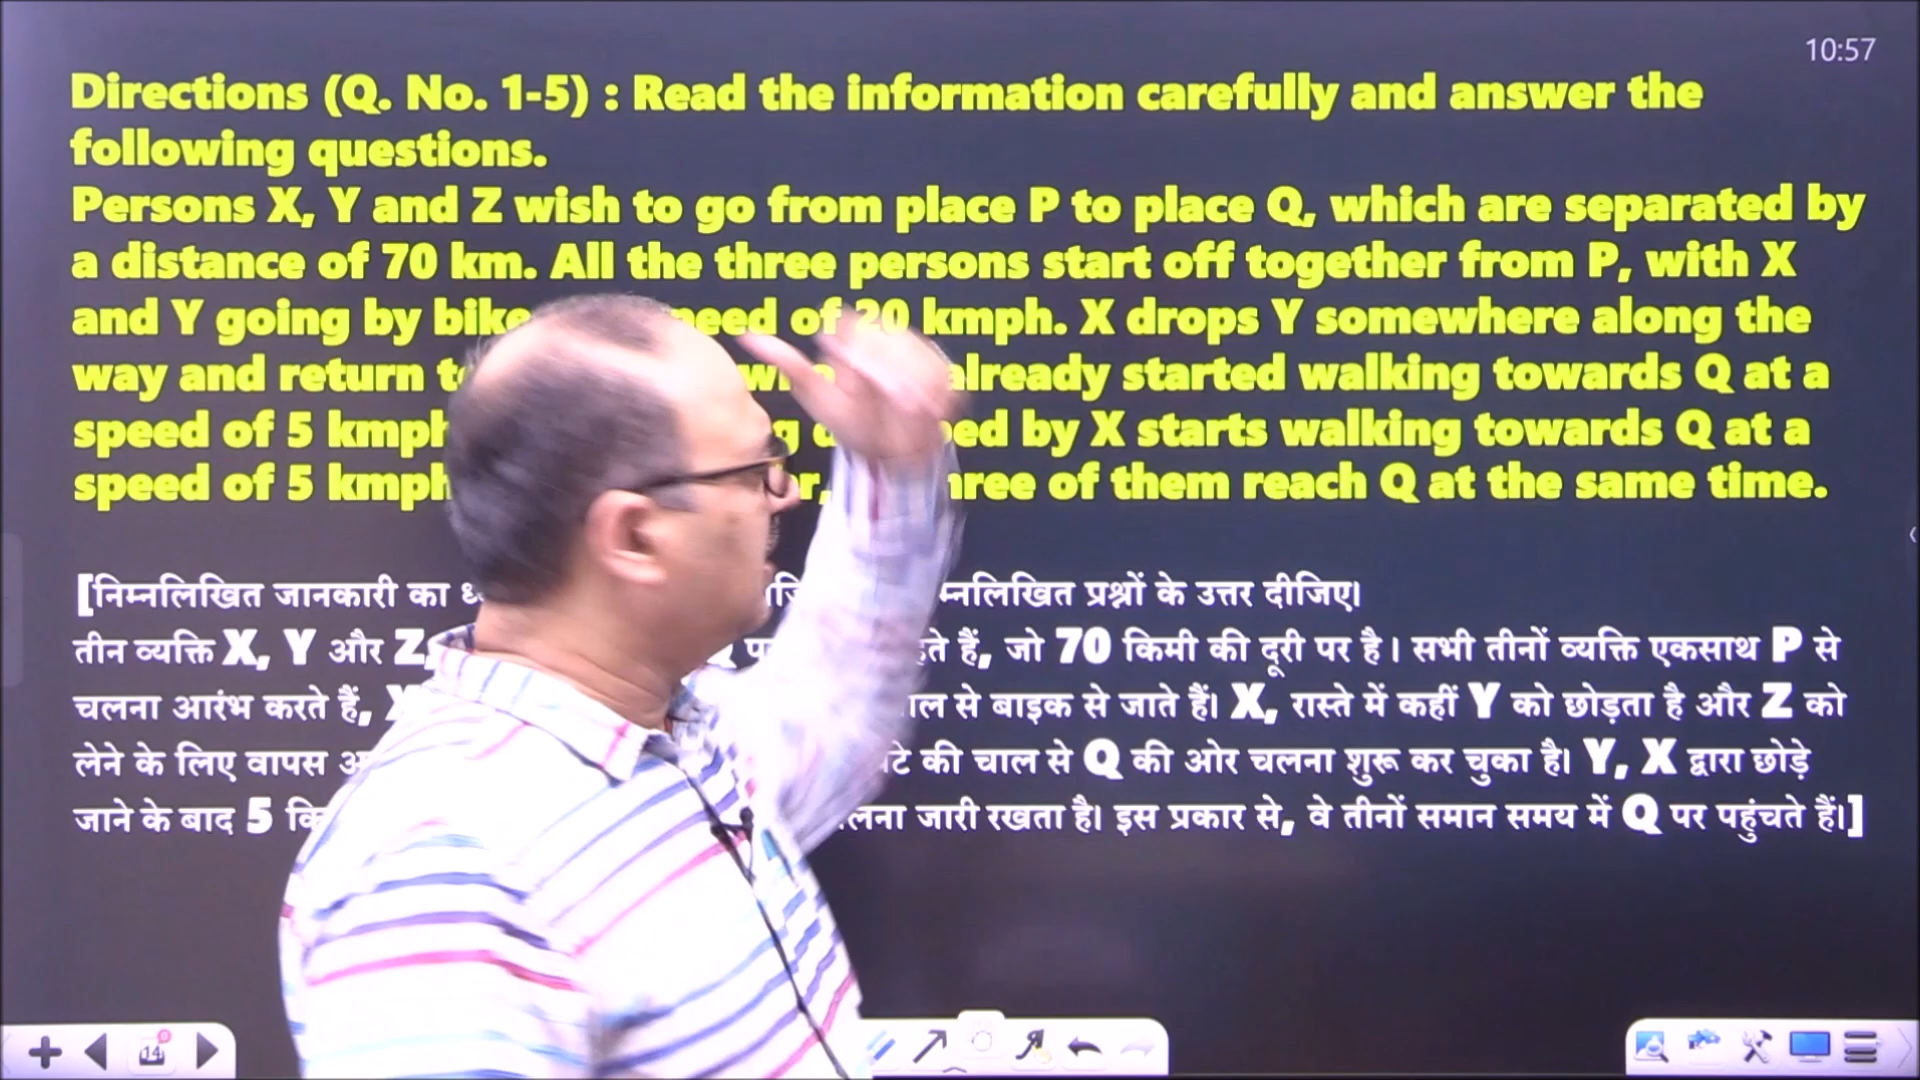 10:57
Directions (Q. No. 1-5) : Read the information carefully and answer the
following questions.
Persons X, Y and Z wish to go from place P to place Q, which are separated by
a distance of 70 km. All the three persons start off together from P, with X
and Y going by bike of 20 kmph. X drops Y somewhere along the
way and return already started walking towards Q at a
speed of 5 kmph by X starts walking towards Q at a
speed of 5 kmph of them reach Q at the same time.
[निम्नलिखित जानकारी का प्रश्नों के उत्तर दीजिए।
तीन व्यक्ति X, Y और Z, हैं, जो 70 किमी की दूरी पर है। सभी तीनों व्यक्ति एकसाथ P से
चलना आरंभ करते हैं, से बाइक से जाते हैं। X, रास्ते में कहीं Y को छोड़ता है और Z को
लेने के लिए वापस की चाल से Q की ओर चलना शुरू कर चुका है। Y, X द्वारा छोड़े
जाने के बाद 5 जारी रखता है। इस प्रकार से, वे तीनों समान समय में Q पर पहुंचते हैं।]
14